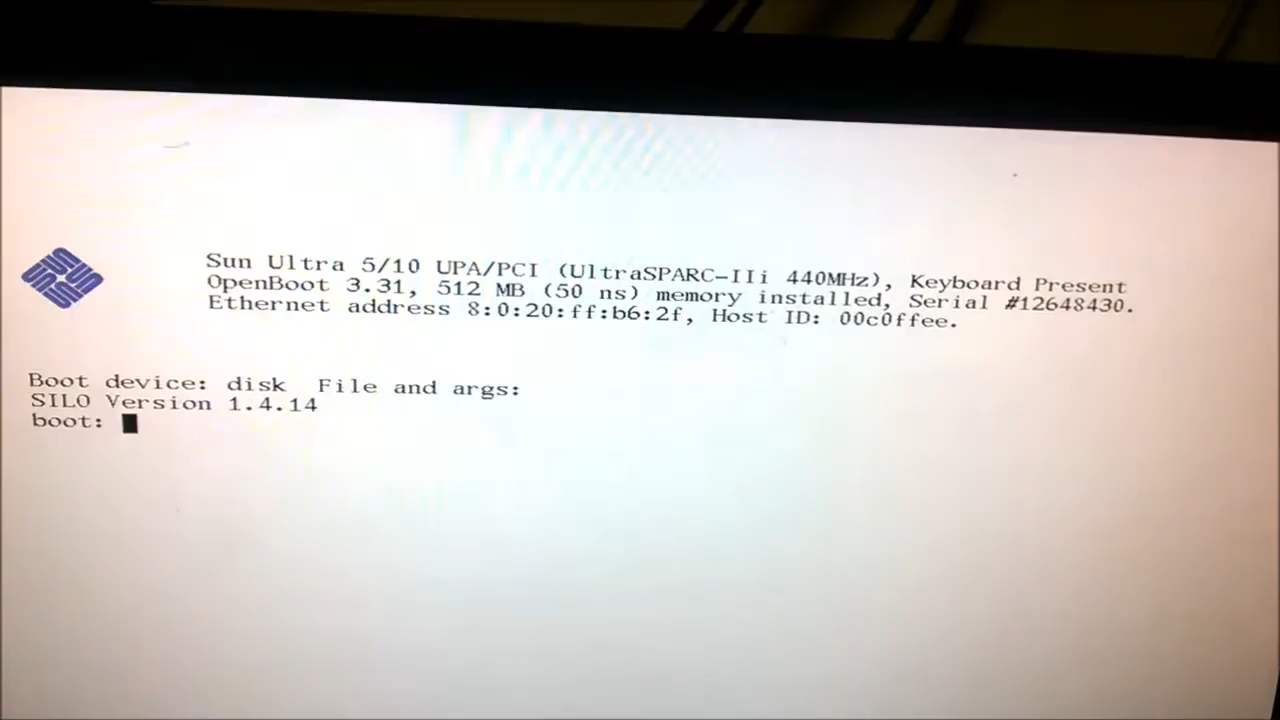 Sun Ultra 5/10 UPA/PCI (UltraSPARC-IIi 440MHz), Keyboard Present
OpenBoot 3.31, 512 MB (50 ns) memory installed, Serial #12648430.
Ethernet address 8:0:20:ff:b6:2f, Host ID: 00c0ffee.
Boot device: disk  File and args:
SILO Version 1.4.14
boot: